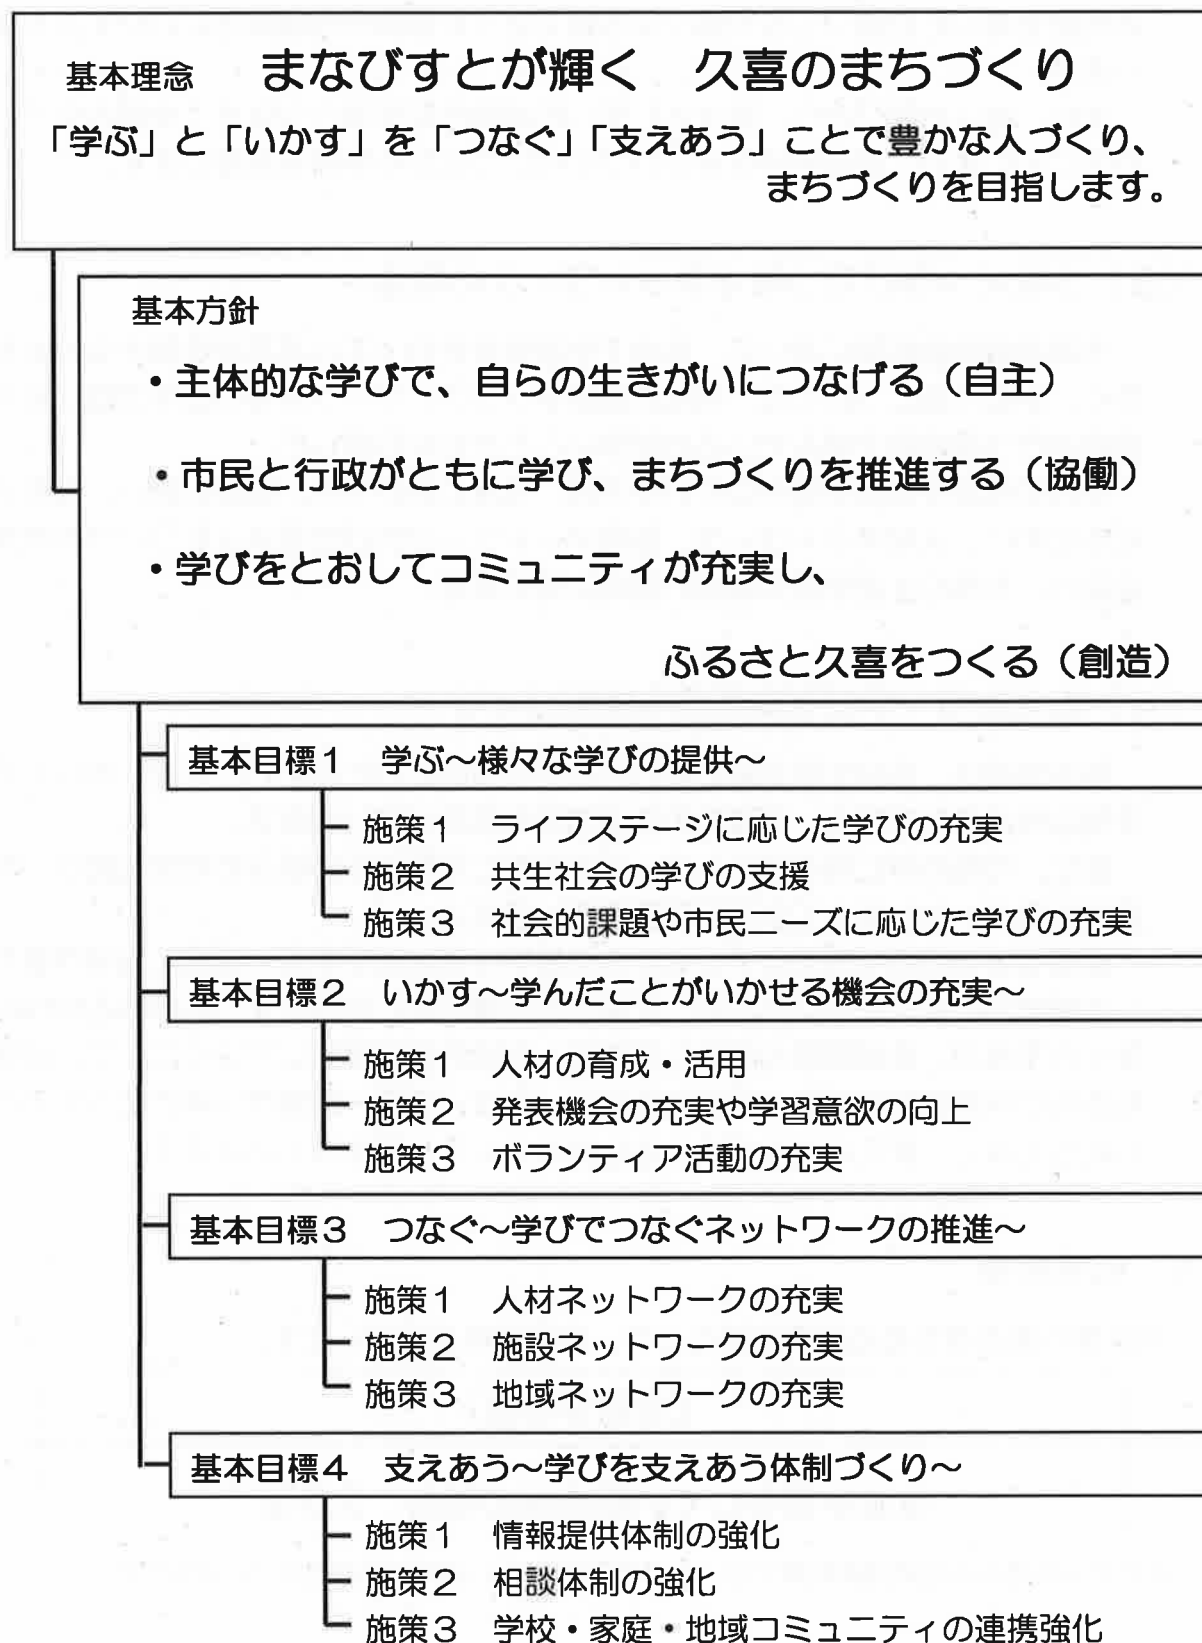 基本理念　まなびすとが輝く　久喜のまちづくり
「学ぶ」と「いかす」を「つなぐ」「支えあう」ことで豊かな人づくり、
まちづくりを目指します。
基本方針
・主体的な学びで、自らの生きがいにつなげる（自主）
・市民と行政がともに学び、まちづくりを推進する（協働）
・学びをとおしてコミュニティが充実し、
ふるさと久喜をつくる（創造）
基本目標１　学ぶ～様々な学びの提供～
施策１　ライフステージに応じた学びの充実
施策２　共生社会の学びの支援
施策３　社会的課題や市民ニーズに応じた学びの充実
基本目標２　いかす～学んだことがいかせる機会の充実～
施策１　人材の育成・活用
施策２　発表機会の充実や学習意欲の向上
施策３　ボランティア活動の充実
基本目標３　つなぐ～学びでつなぐネットワークの推進～
施策１　人材ネットワークの充実
施策２　施設ネットワークの充実
施策３　地域ネットワークの充実
基本目標４　支えあう～学びを支えあう体制づくり～
施策１　情報提供体制の強化
施策２　相談体制の強化
施策３　学校・家庭・地域コミュニティの連携強化